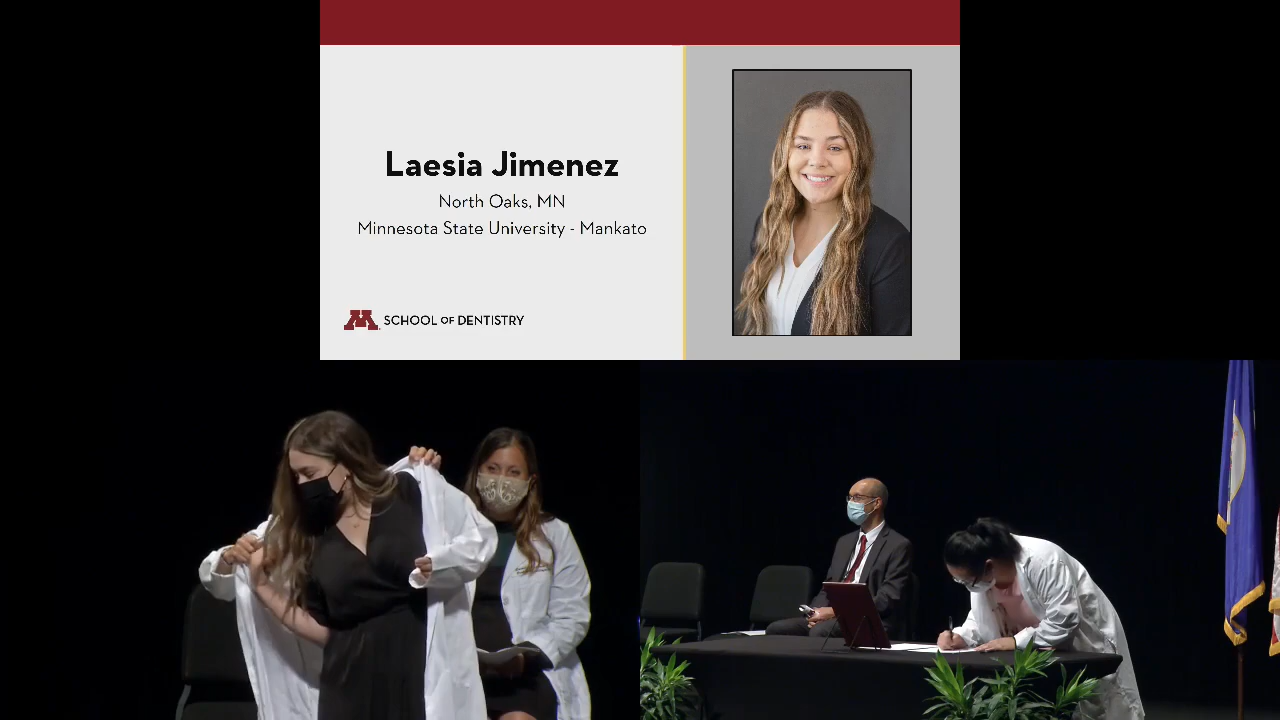 Laesia Jimenez
North Oaks, MN
Minnesota State University - Mankato
M SCHOOL OF DENTISTRY